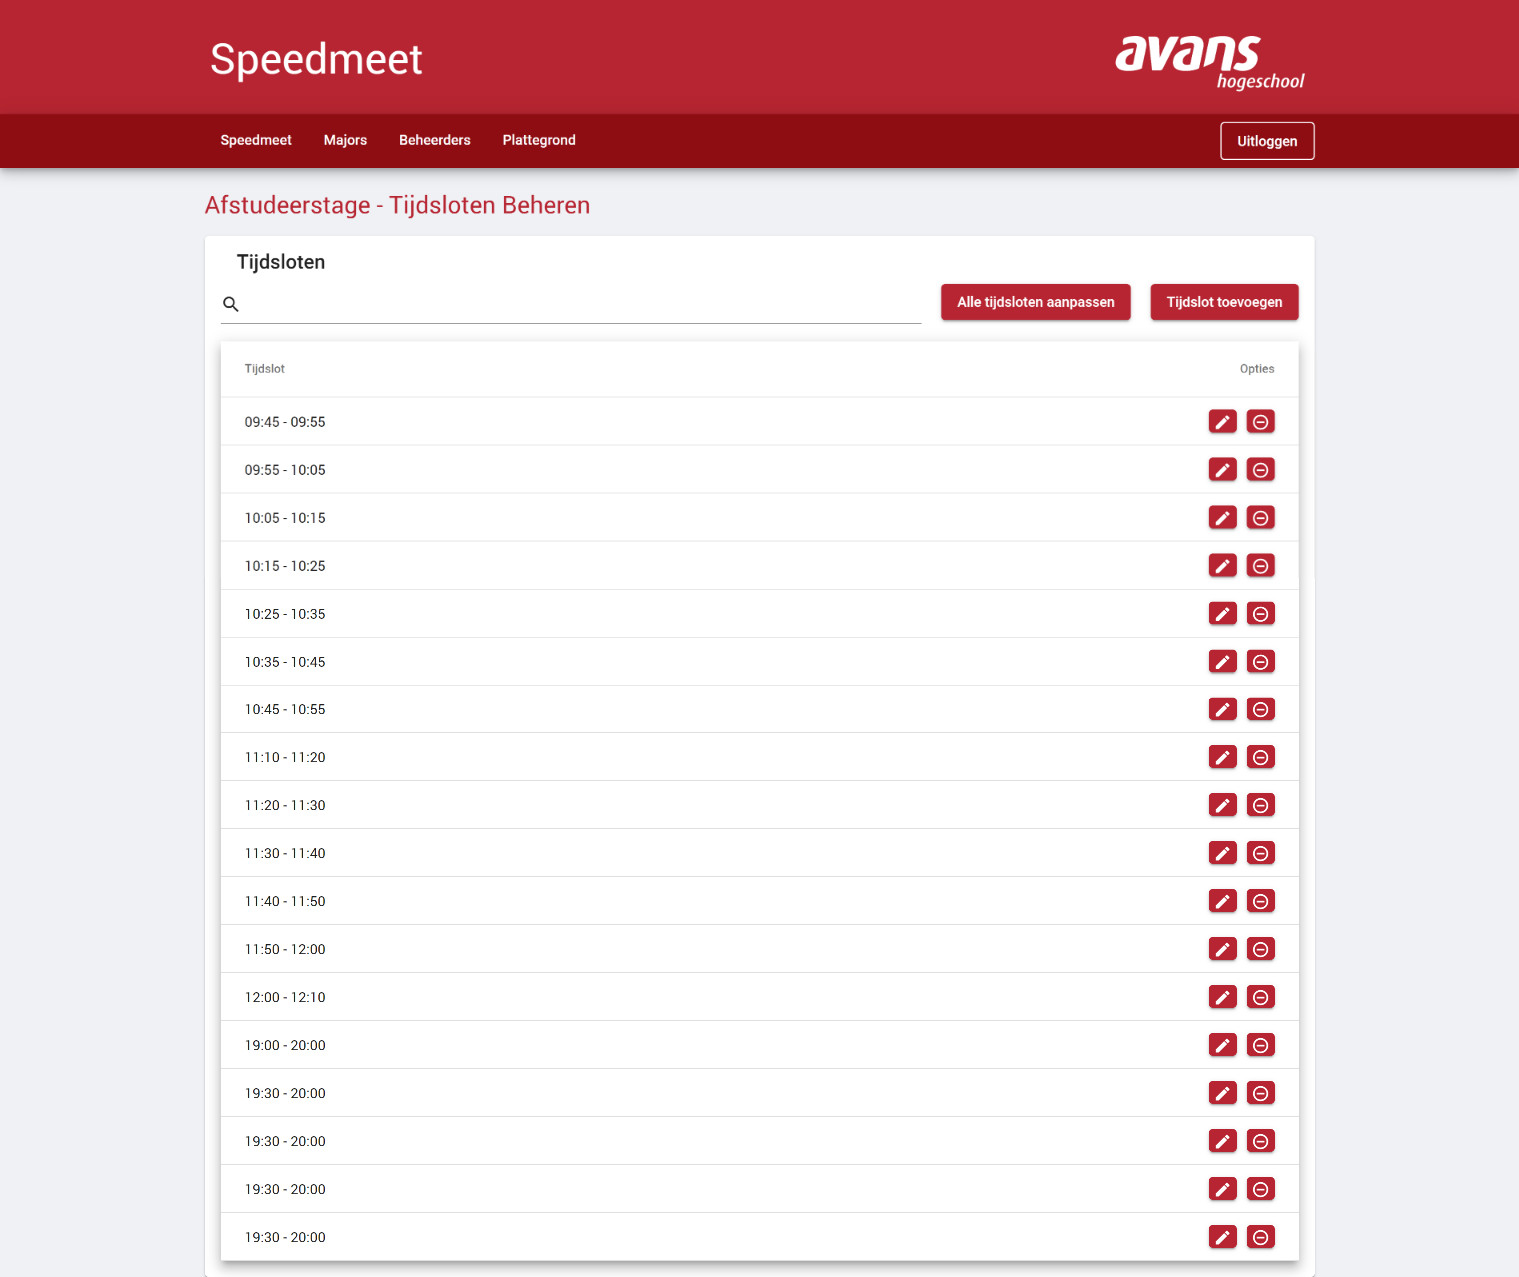 Speedmeet
avans
hogeschool
Speedmeet Majors Beheerders Plattegrond Uitloggen
Afstudeerstage - Tijdsloten Beheren
Tijdsloten
Alle tijdsloten aanpassen Tijdslot toevoegen
Tijdslot Opties
09:45 - 09:55
09:55 - 10:05
10:05 - 10:15
10:15 - 10:25
10:25 - 10:35
10:35 - 10:45
10:45 - 10:55
11:10 - 11:20
11:20 - 11:30
11:30 - 11:40
11:40 - 11:50
11:50 - 12:00
12:00 - 12:10
19:00 - 20:00
19:30 - 20:00
19:30 - 20:00
19:30 - 20:00
19:30 - 20:00